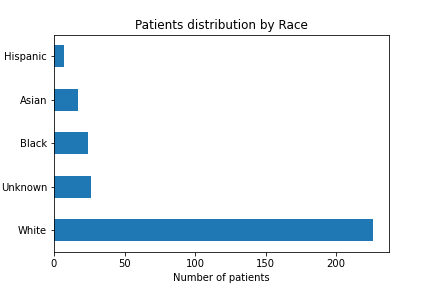 Patients distribution by Race
Hispanic
Asian
Black
Unknown
White
0 50 100 150 200
Number of patients